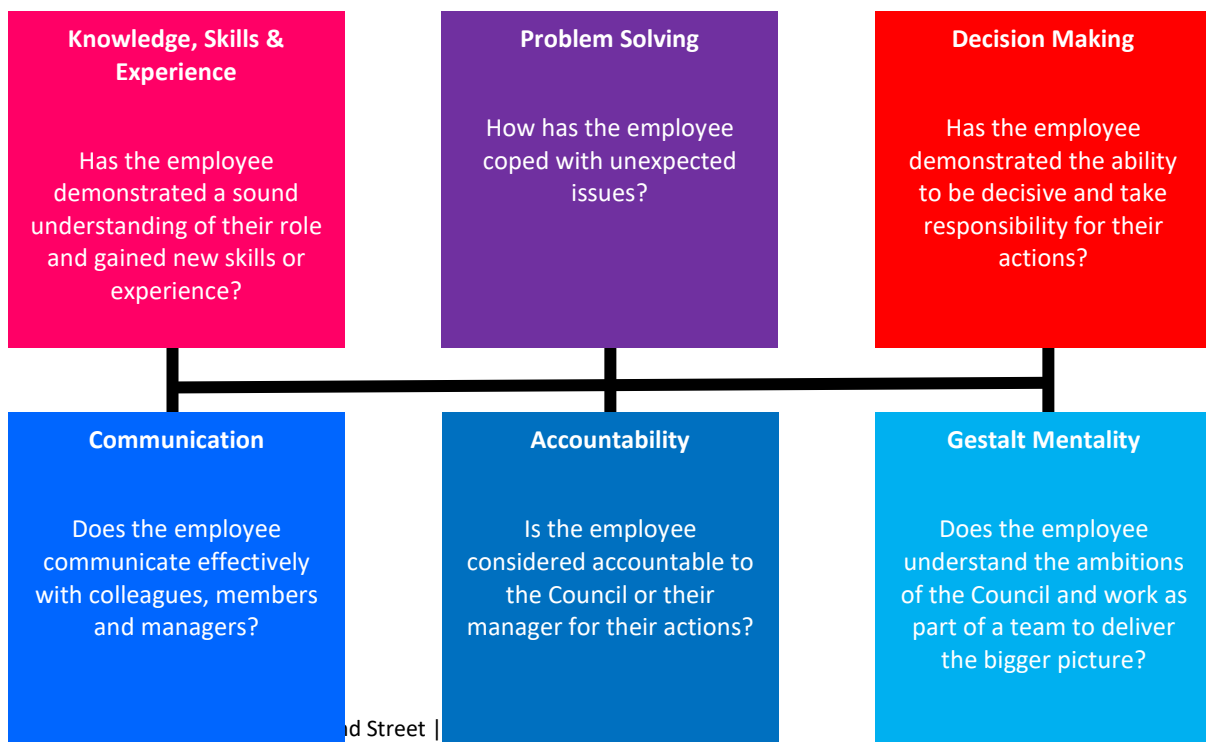 Knowledge, Skills &
Experience
Has the employee
demonstrated a sound
understanding of their role
and gained new skills or
experience?
Problem Solving
How has the employee
coped with unexpected
issues?
Decision Making
Has the employee
demonstrated the ability
to be decisive and take
responsibility for their
actions?
Communication
Does the employee
communicate effectively
with colleagues, members
and managers?
Accountability
Is the employee
considered accountable to
the Council or their
manager for their actions?
Gestalt Mentality
Does the employee
understand the ambitions
of the Council and work as
part of a team to deliver
the bigger picture?
Street |